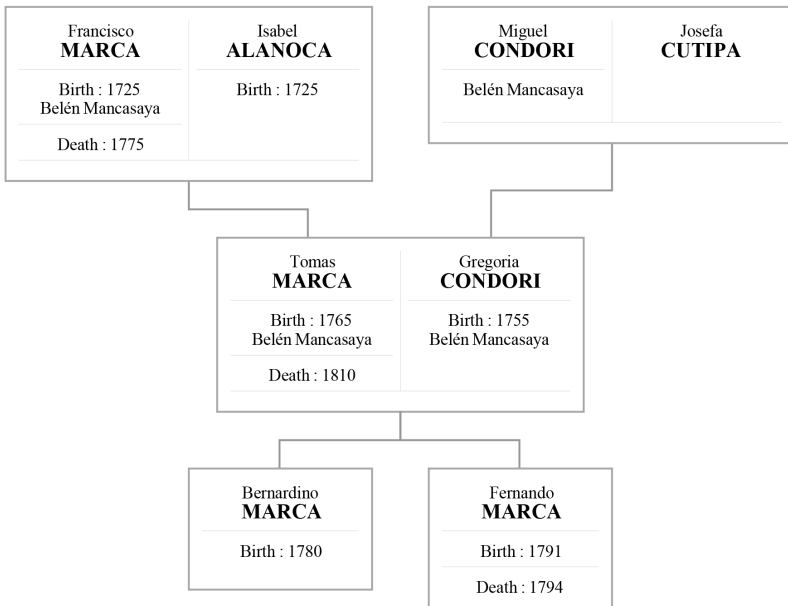 Francisco
MARCA
Birth : 1725
Belén Mancasaya
Death : 1775
Isabel
ALANOCA
Birth : 1725
Miguel
CONDORI
Belén Mancasaya
Josefa
CUTIPA
Tomas
MARCA
Birth : 1765
Belén Mancasaya
Death : 1810
Gregoria
CONDORI
Birth : 1755
Belén Mancasaya
Bernardino
MARCA
Birth : 1780
Fernando
MARCA
Birth : 1791
Death : 1794